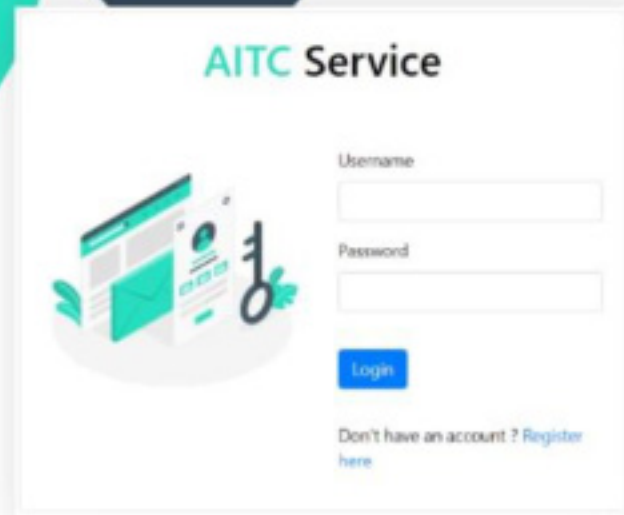 AITC Service
Username
Password
Login
Don't have an account ? Register
here